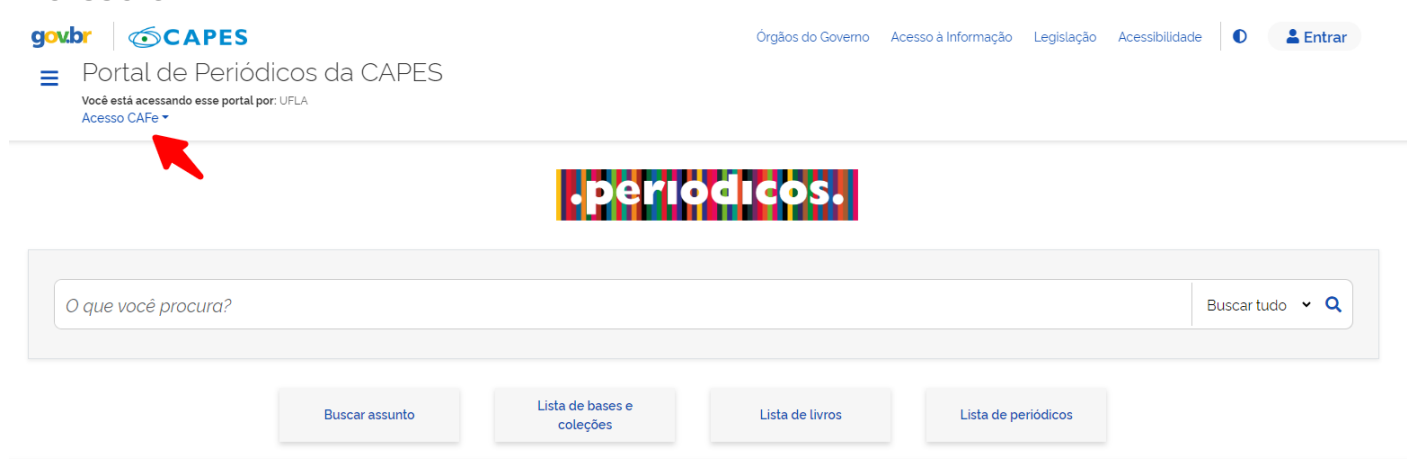 gov.br CAPES Órgãos do Governo Acesso à Informação Legislação Acessibilidade Entrar
Portal de Periódicos da CAPES
Você está acessando esse portal por: UFLA
Acesso CAFe
.periodicos.
O que você procura? Buscar tudo
Buscar assunto
Lista de bases e
coleções
Lista de livros
Lista de periódicos